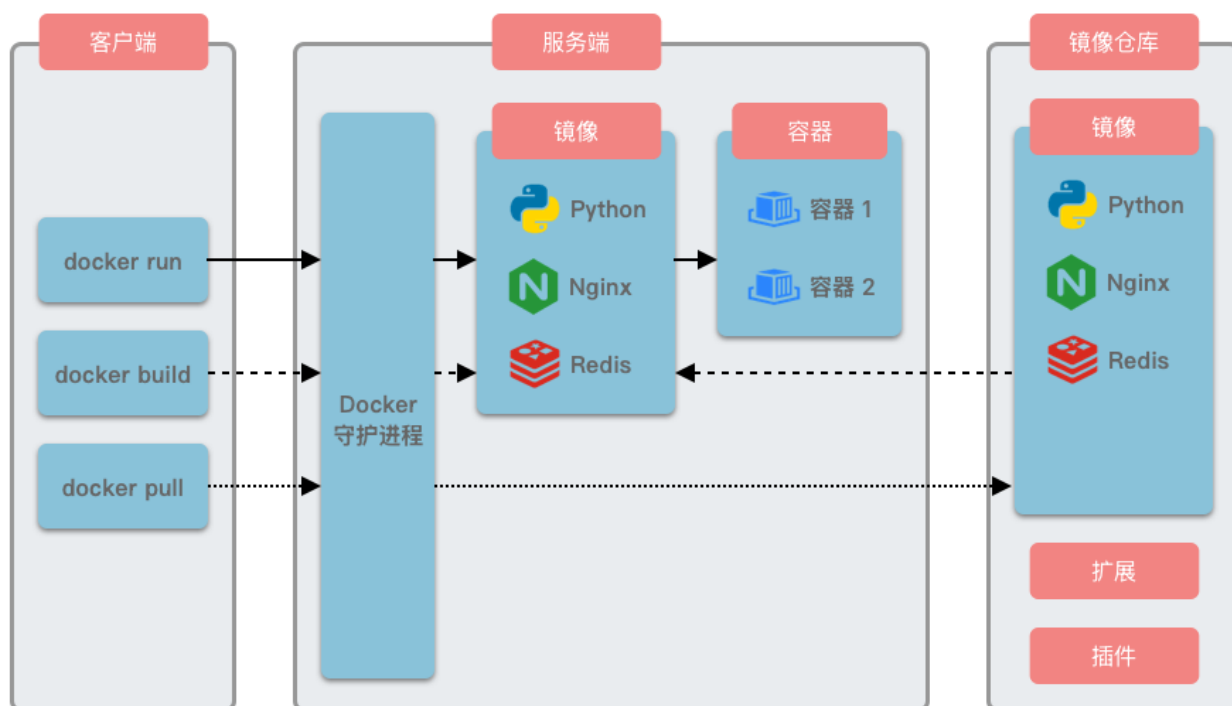 客户端
docker run
docker build
docker pull
服务端
Docker
守护进程
镜像
Python
Nginx
Redis
容器
容器 1
容器 2
镜像仓库
镜像
Python
Nginx
Redis
扩展
插件